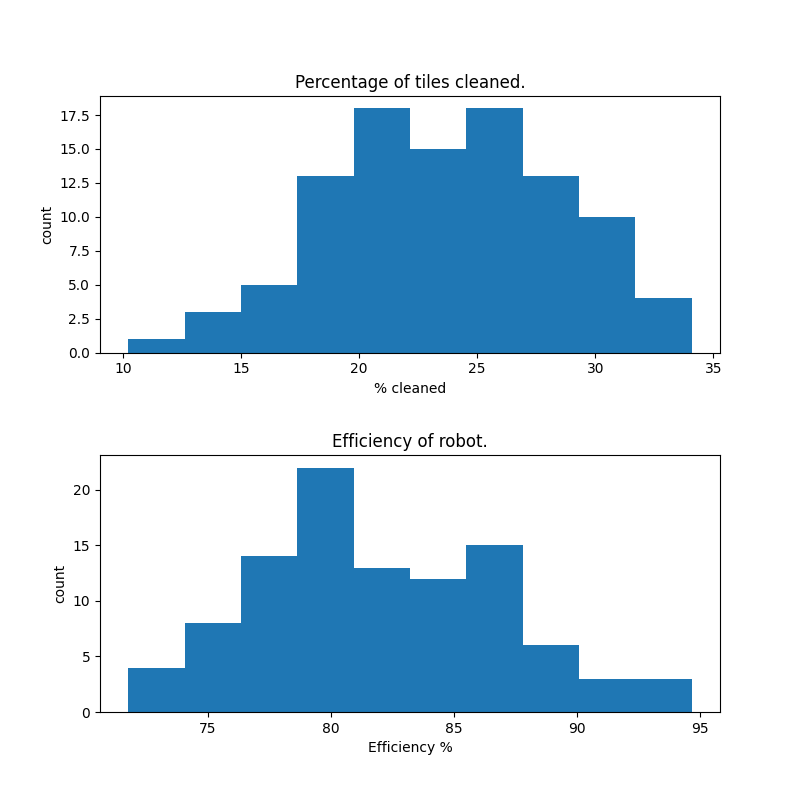 Percentage of tiles cleaned.
17.5
15.0
12.5
10.0
7.5
5.0
2.5
0.0
count
10 15 20 25 30 35
% cleaned
Efficiency of robot.
20
15
10
5
0
count
75 80 85 90 95
Efficiency %